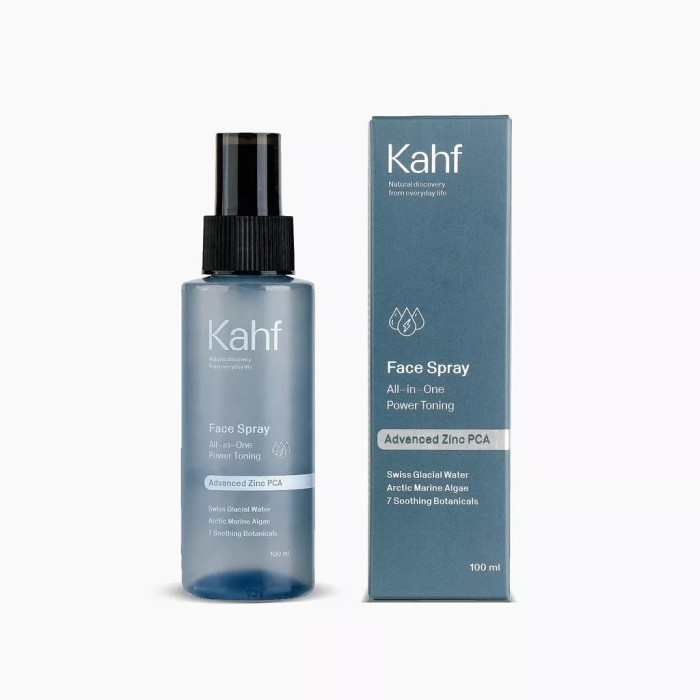 Kahf
Natural discovery
from everyday life
Face Spray
All-in-One
Power Toning
Advanced Zinc PCA
Swiss Glacial Water
Arctic Marine Algae
7 Soothing Botanicals
100 ml
Kahf
Natural discovery
from everyday life
Face Spray
All-in-One
Power Toning
Advanced Zinc PCA
Swiss Glacial Water
Arctic Marine Algae
7 Soothing Botanicals
100 ml